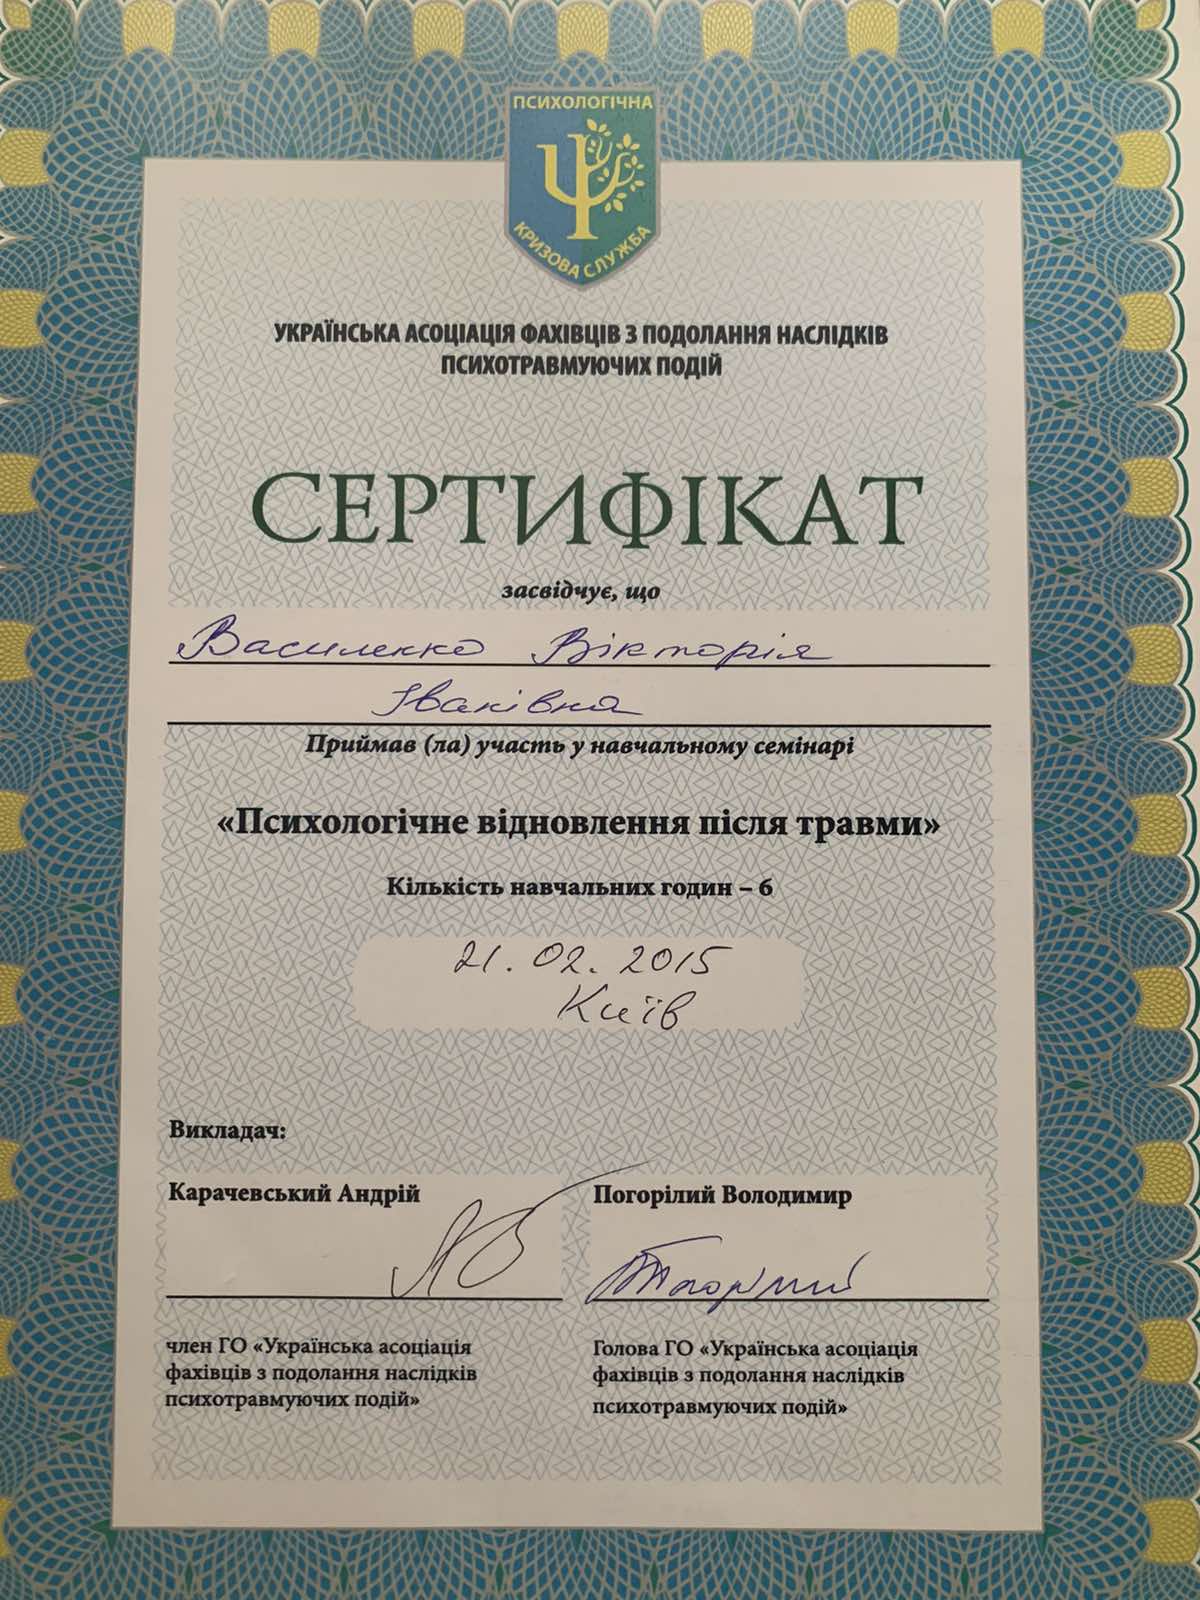 ПСИХОЛОГІЧНА
КРИЗОВА СЛУЖБА
УКРАЇНСЬКА АСОЦІАЦІЯ ФАХІВЦІВ З ПОДОЛАННЯ НАСЛІДКІВ
ПСИХОТРАВМУЮЧИХ ПОДІЙ
СЕРТИФІКАТ
засвідчує, що
Василенко Вікторія
Іванівна
Приймав (ла) участь у навчальному семінарі
«Психологічне відновлення після травми»
Кількість навчальних годин – 6
21.02.2015
Київ
Викладач:
Карачевський Андрій
Погорілий Володимир
член ГО «Українська асоціація
фахівців з подолання наслідків
психотравмуючих подій»
Голова ГО «Українська асоціація
фахівців з подолання наслідків
психотравмуючих подій»